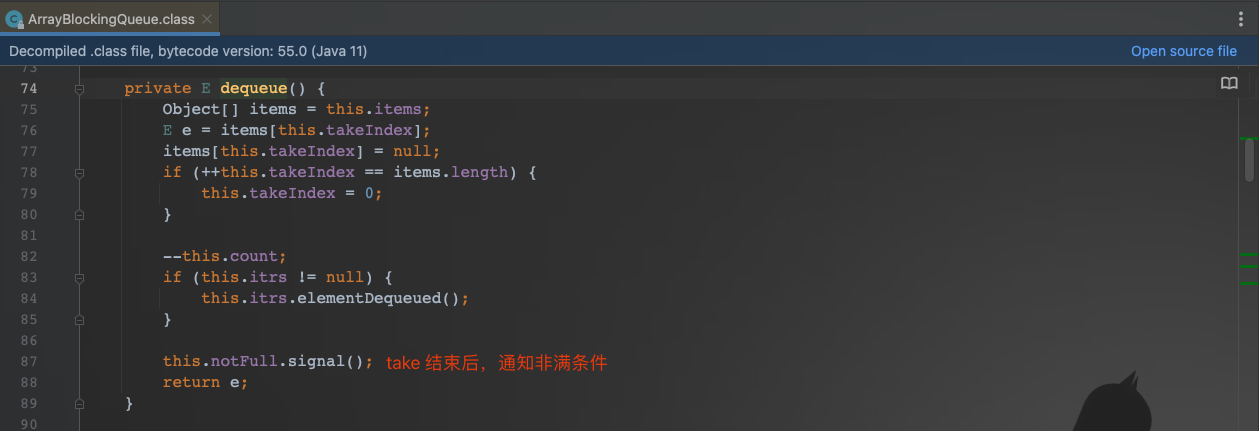 ArrayBlockingQueue.class
Decompiled .class file, bytecode version: 55.0 (Java 11) Open source file
73
74 private E dequeue() {
75 Object[] items = this.items;
76 E e = items[this.takeIndex];
77 items[this.takeIndex] = null;
78 if (++this.takeIndex == items.length) {
79 this.takeIndex = 0;
80 }
81
82 --this.count;
83 if (this.itrs != null) {
84 this.itrs.elementDequeued();
85 }
86
87 this.notFull.signal(); take 结束后，通知非满条件
88 return e;
89 }
90